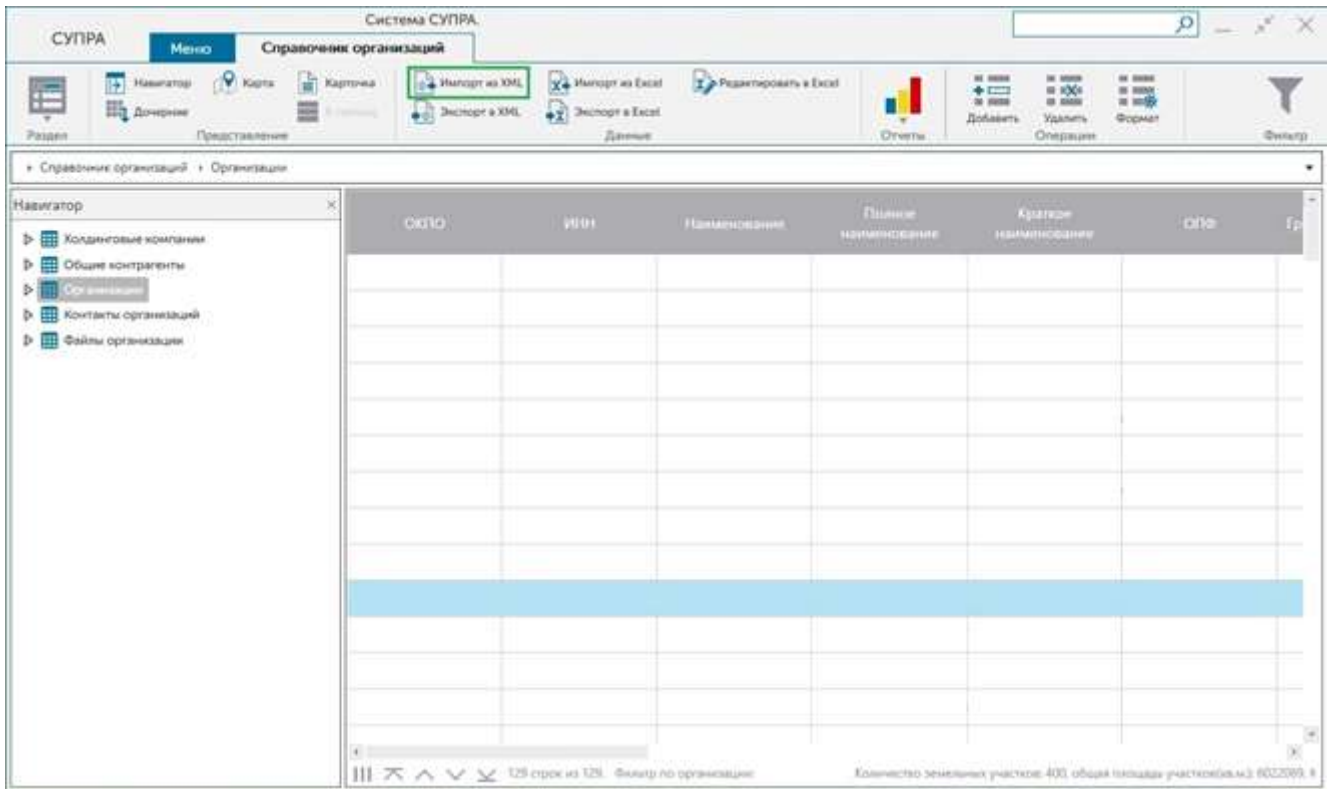 Система СУПРА.
СУПРА
Меню
Справочник организаций
Навигатор
Карта
Карточка
Импорт из XML
Импорт из Excel
Редактировать в Excel
Дочерние
Экспорт в XML
Экспорт в Excel
Добавить
Удалить
Формат
Раздел
Представление
Данные
Отчеты
Операции
Фильтр
Справочник организаций
Организации
Навигатор
Холдинговые компании
Общие контрагенты
Организации
Контакты организаций
Файлы организации
ОКПО
ИНН
Наименование
Полное наименование
Краткое наименование
ОПФ
Гр
129 строк из 129. Фильтр по организации:
Количество земельных участков: 400, общая площадь участков(кв.м.): 6022069,